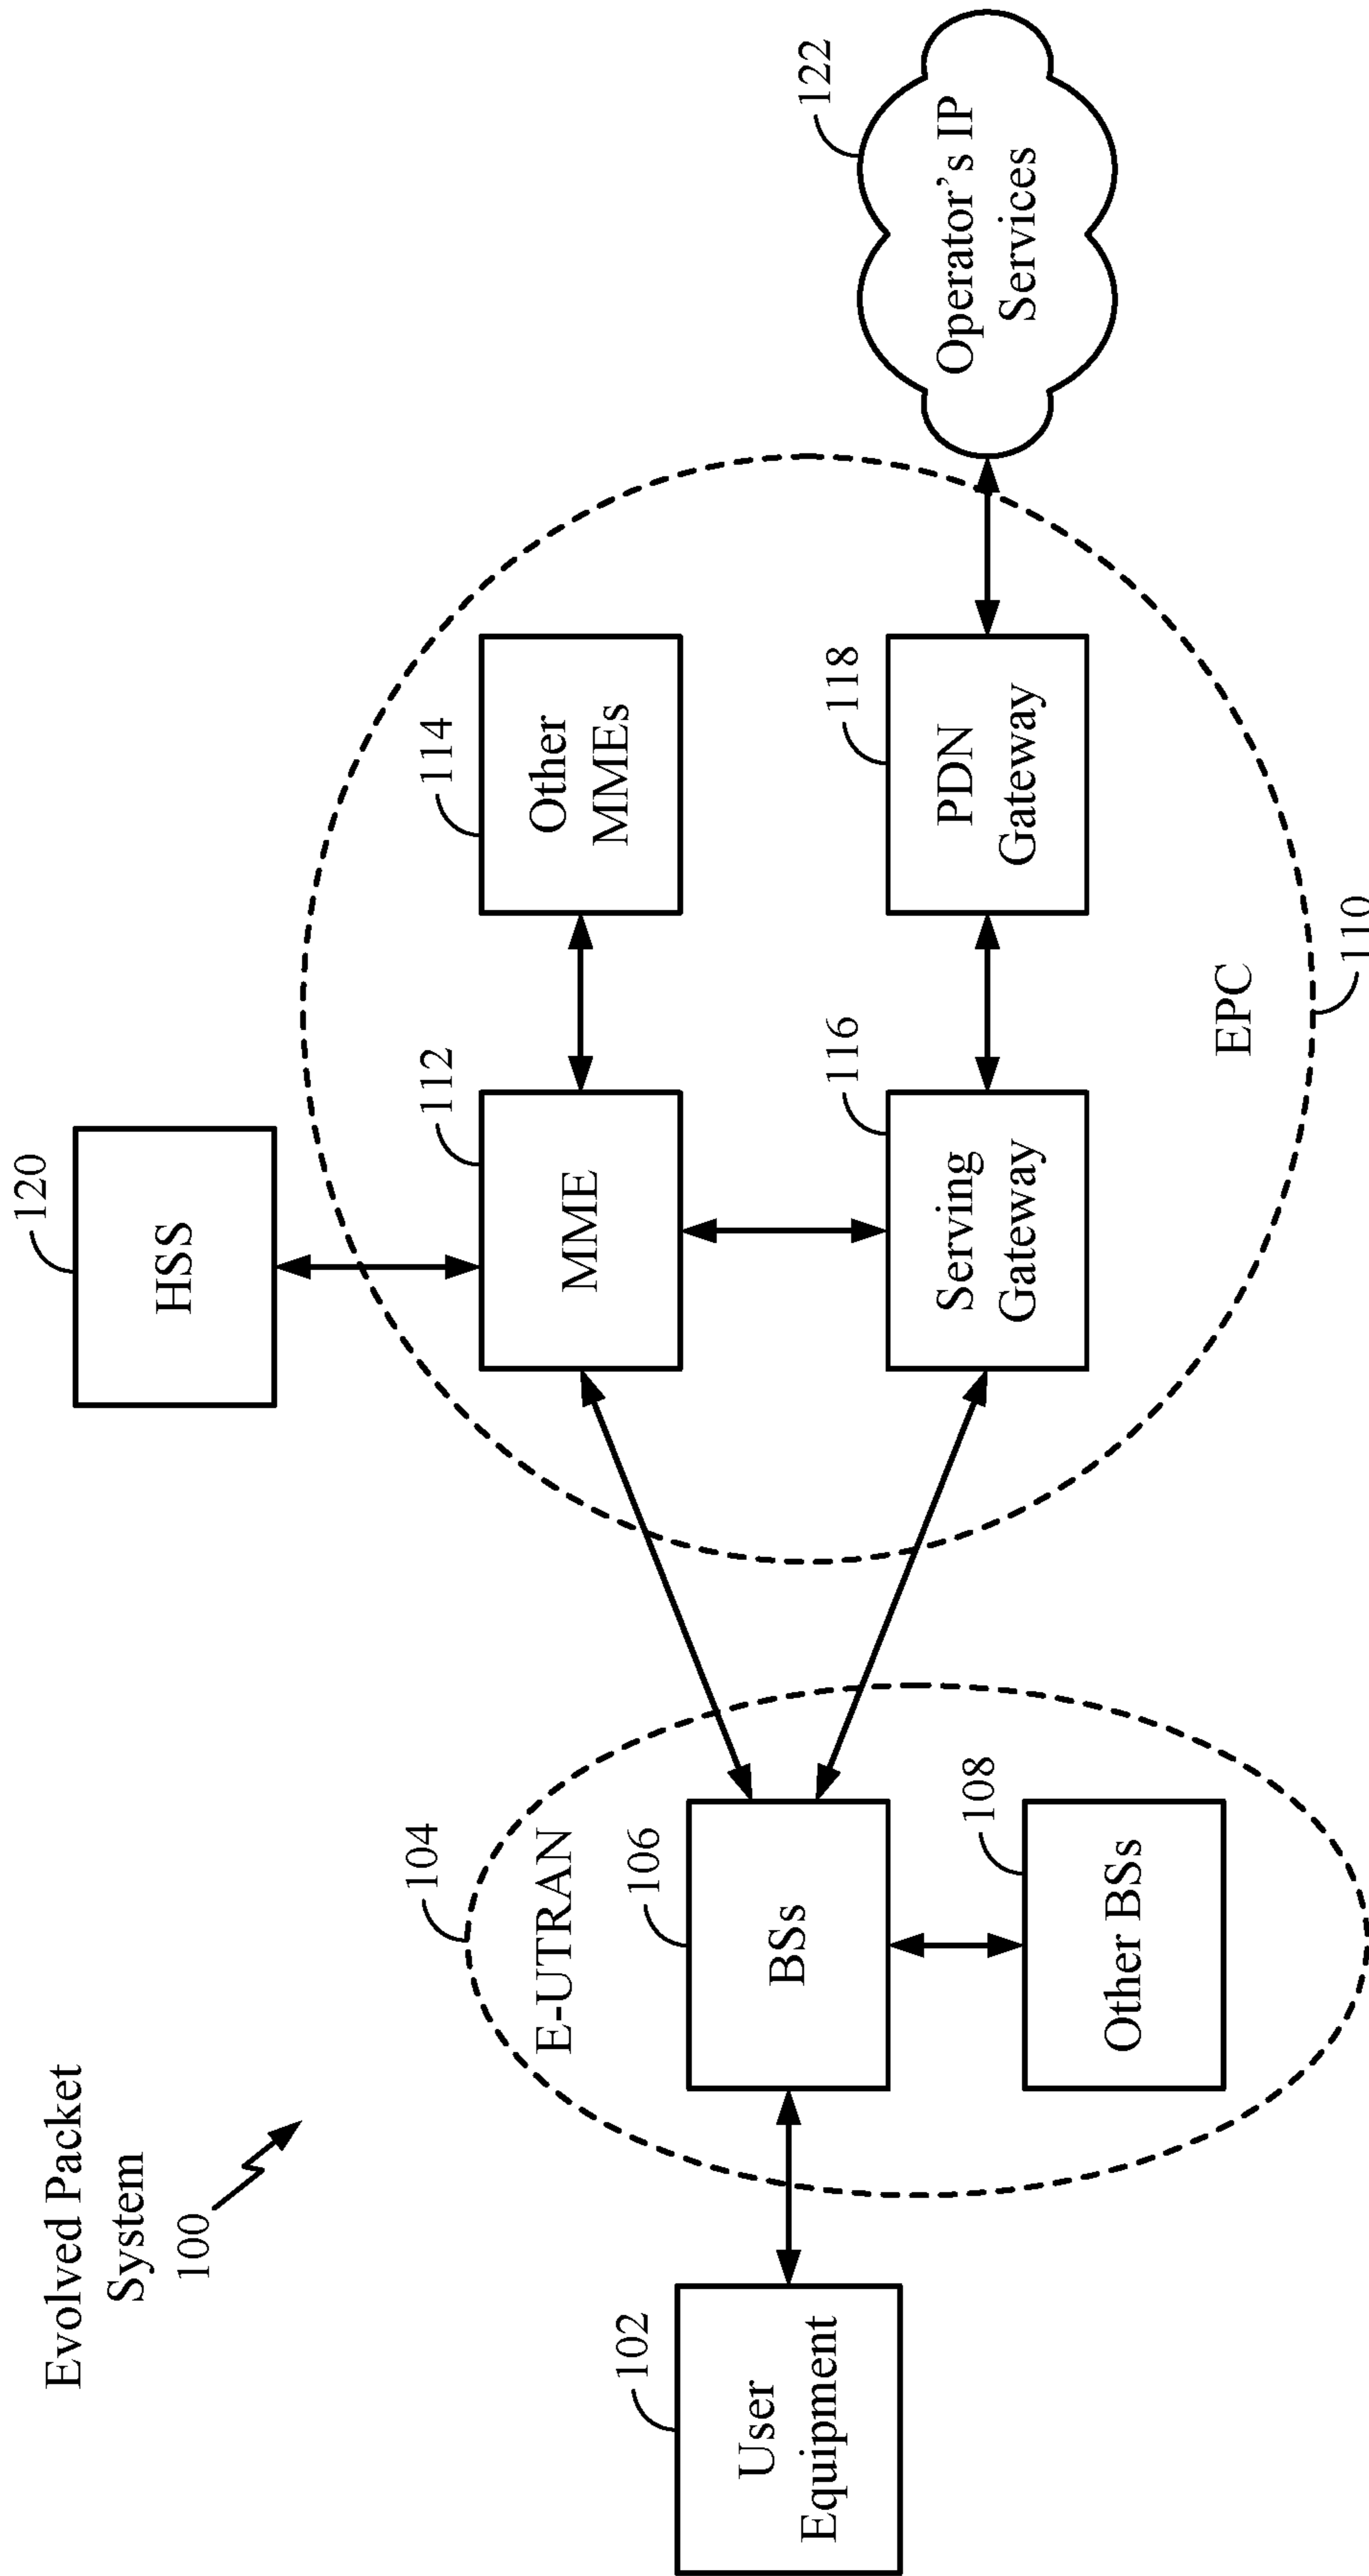 Evolved Packet
System
100
120
HSS
104
E-UTRAN
102
User
Equipment
106
BSs
108
Other BSs
112
MME
114
Other
MMEs
116
Serving
Gateway
118
PDN
Gateway
EPC
110
122
Operator’s IP
Services